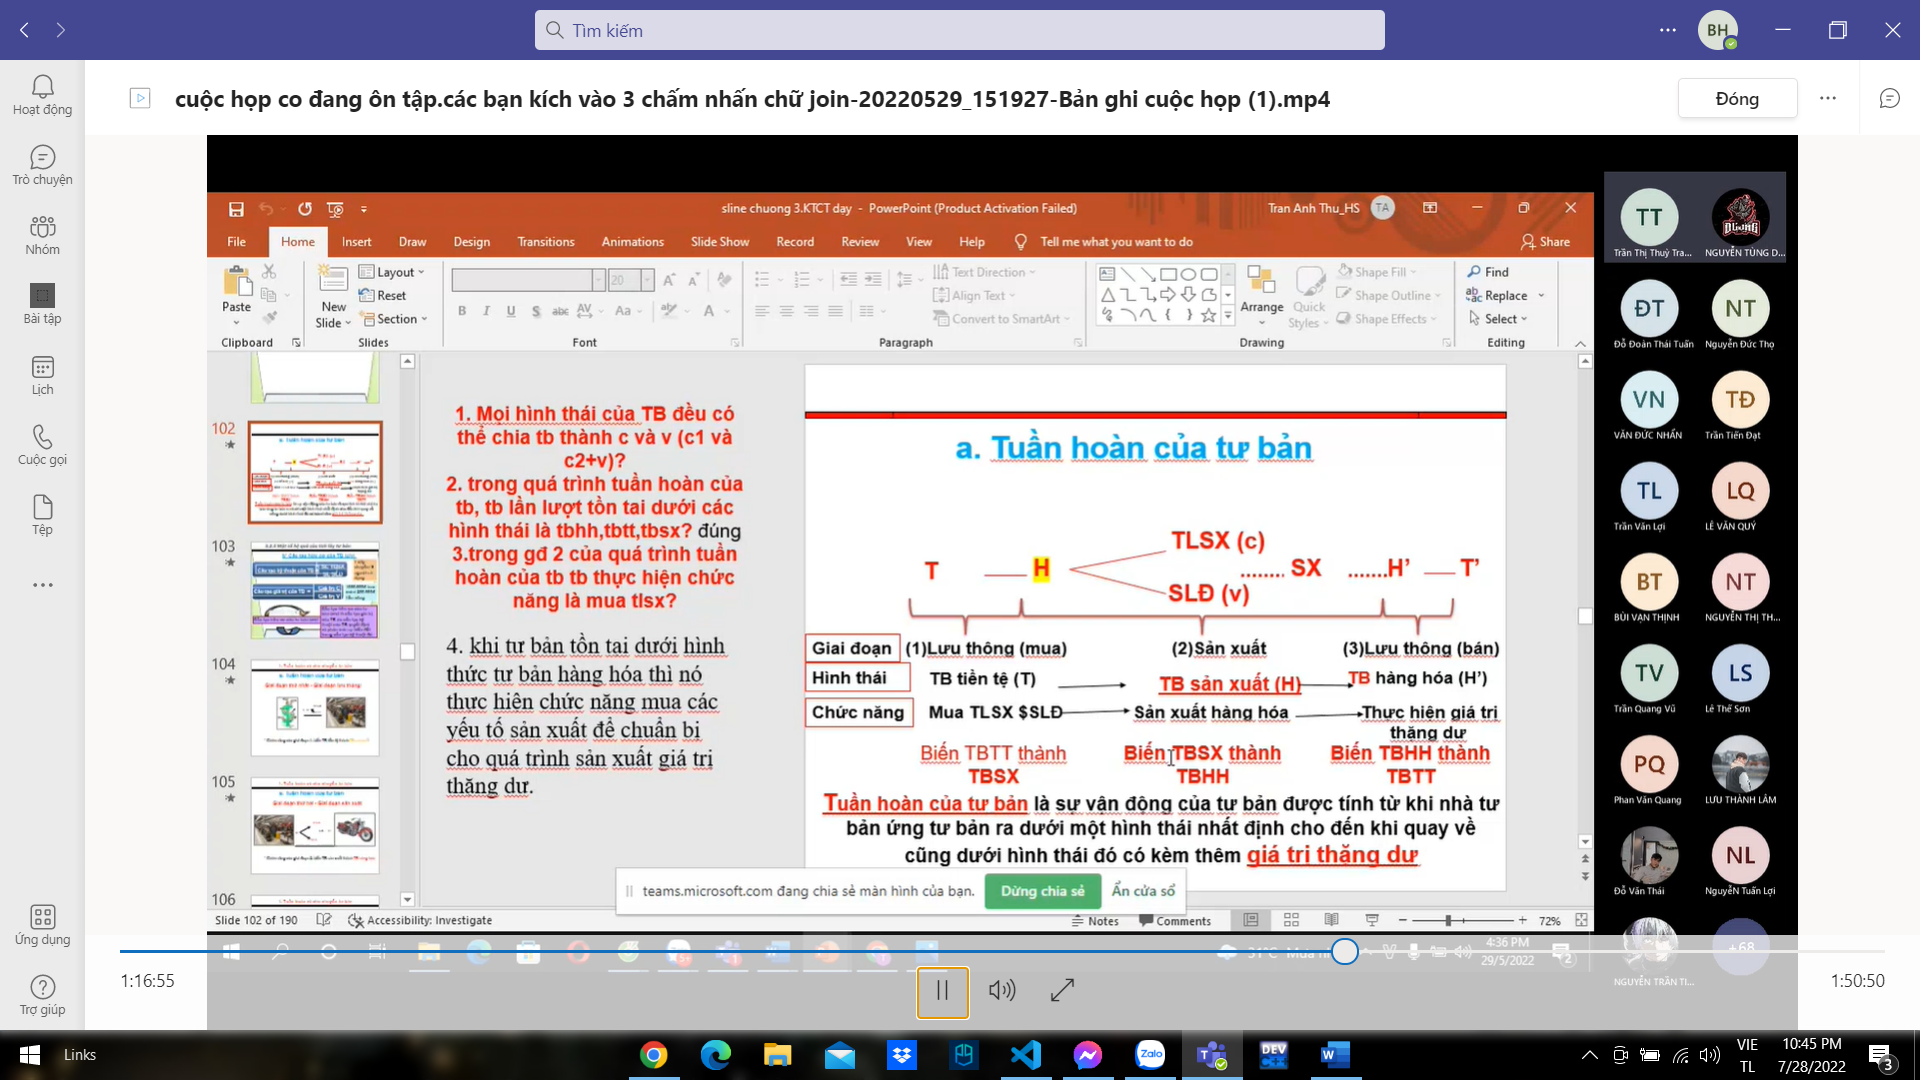 Tìm kiếm
BH
Hoạt động
Trò chuyện
Nhóm
Bài tập
Lịch
Cuộc gọi
Tệp
Ứng dụng
Trợ giúp
cuộc họp co đang ôn tập.các bạn kích vào 3 chấm nhấn chữ join-20220529_151927-Bản ghi cuộc họp (1).mp4
Đóng
sline chuong 3.KTCT day - PowerPoint (Product Activation Failed)
Tran Anh Thu_HS TA
File Home Insert Draw Design Transitions Animations Slide Show Record Review View Help Tell me what you want to do Share
Paste
New
Slide
Layout
Reset
Section
20
B I U S abc AV Aa A
Text Direction
Align Text
Convert to SmartArt
Arrange
Quick
Styles
Shape Fill
Shape Outline
Shape Effects
Find
Replace
Select
Clipboard Slides Font Paragraph Drawing Editing
102
103
104
105
106
1. Mọi hình thái của TB đều có
thể chia tb thành c và v (c1 và
c2+v)?
2. trong quá trình tuần hoàn của
tb, tb lần lượt tồn tai dưới các
hình thái là tbhh,tbtt,tbsx? đúng
3.trong gđ 2 của quá trình tuần
hoàn của tb tb thực hiện chức
năng là mua tlsx?
4. khi tư bản tồn tai dưới hình
thức tư bản hàng hóa thì nó
thưc hiện chức năng mua các
yếu tố sản xuất để chuẩn bị
cho quá trình sản xuất giá trị
thăng dư.
a. Tuần hoàn của tư bản
TLSX (c)
T ___ H ........ SX .......H’ ___ T’
SLĐ (v)
Giai đoạn (1)Lưu thông (mua) (2)Sản xuất (3)Lưu thông (bán)
Hình thái TB tiền tệ (T) TB sản xuất (H) TB hàng hóa (H’)
Chức năng Mua TLSX $SLĐ Sản xuất hàng hóa Thực hiện giá trị
thặng dư
Biến TBTT thành Biến TBSX thành Biến TBHH thành
TBSX TBHH TBTT
Tuần hoàn của tư bản là sự vận động của tư bản được tính từ khi nhà tư
bản ứng tư bản ra dưới một hình thái nhất định cho đến khi quay về
cũng dưới hình thái đó có kèm thêm giá tri thặng dư
teams.microsoft.com đang chia sẻ màn hình của bạn. Dừng chia sẻ Ẩn cửa sổ
Slide 102 of 190 Accessibility: Investigate Notes Comments 72%
TT
Trần Thị Thuỳ Tra... NGUYỄN TÙNG D...
ĐT NT
Đỗ Đoàn Thái Tuấn Nguyễn Đức Thọ
VN TĐ
VĂN ĐỨC NHẨN Trần Tiến Đạt
TL LQ
Trần Văn Lợi LÊ VĂN QUÝ
BT NT
BÙI VẠN THỊNH NGUYỄN THỊ TH...
TV LS
Trần Quang Vũ Lê Thế Sơn
PQ
Phan Văn Quang LƯU THÀNH LÂM
NL
Đỗ Văn Thái Nguyễn Tuấn Lợi
+68
NGUYỄN TRẦN TI...
31°C
4:36 PM
29/5/2022
2
1:16:55
1:50:50
Links
Zalo
DEV
C++
VIE
TL
10:45 PM
7/28/2022
3